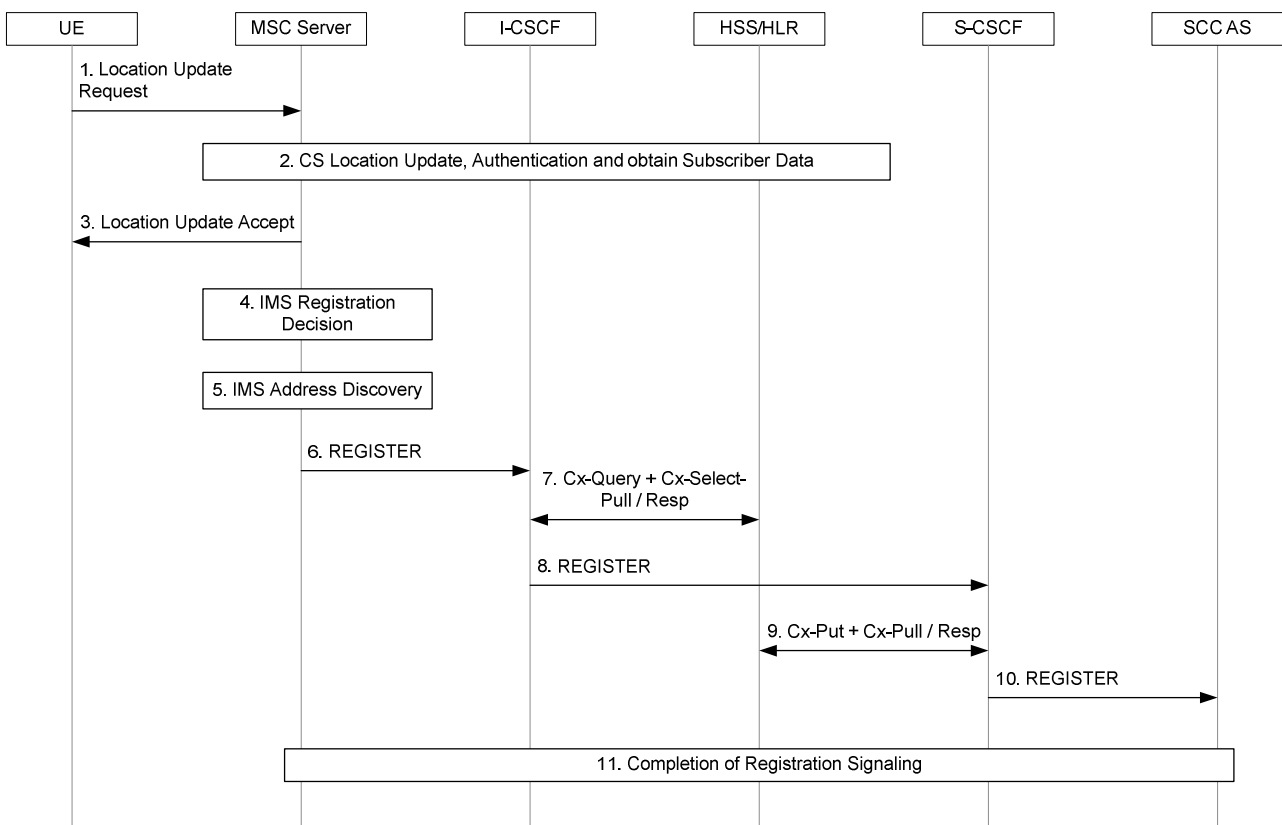 UE
MSC Server
I-CSCF
HSS/HLR
S-CSCF
SCC AS
1. Location Update
Request
2. CS Location Update, Authentication and obtain Subscriber Data
3. Location Update Accept
4. IMS Registration
Decision
5. IMS Address Discovery
6. REGISTER
7. Cx-Query + Cx-Select-
Pull / Resp
8. REGISTER
9. Cx-Put + Cx-Pull / Resp
10. REGISTER
11. Completion of Registration Signaling